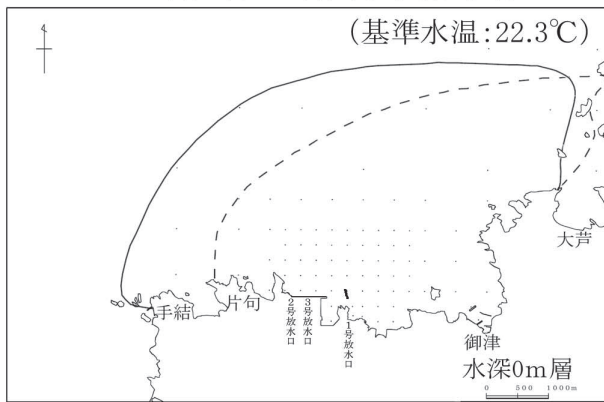 (基準水温:22.3℃)
大芦
手結
片句
2号放水口
3号放水口
1号放水口
御津
水深0m層
0 500 1000m